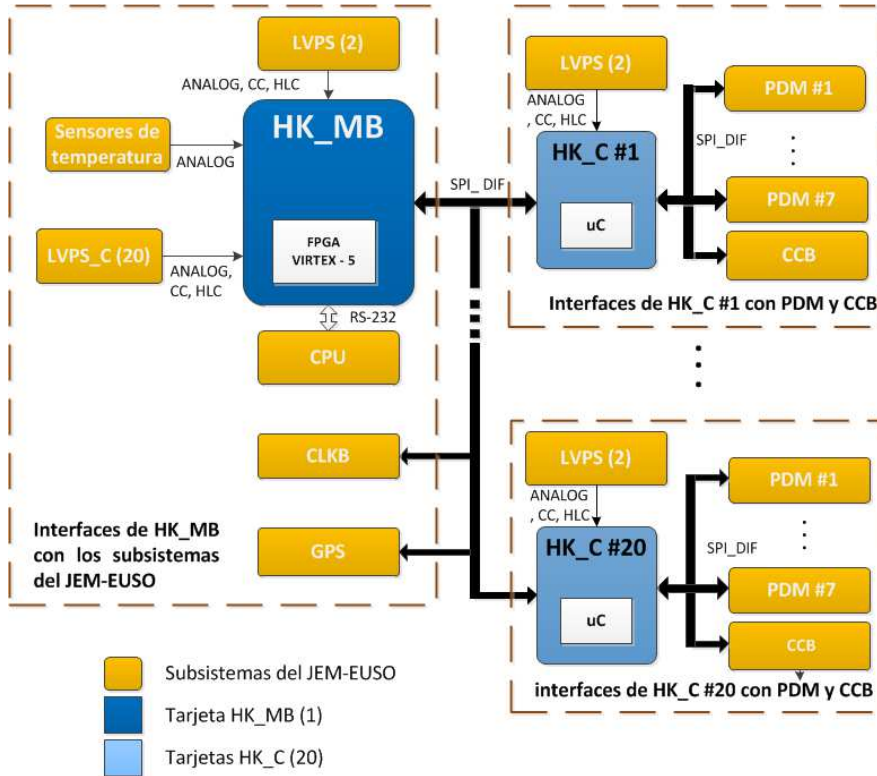 LVPS (2)
ANALOG, CC, HLC
HK_MB
Sensores de
temperatura
ANALOG
FPGA
VIRTEX - 5
LVPS_C (20)
ANALOG,
CC, HLC
RS-232
CPU
SPI_ DIF
CLKB
GPS
Interfaces de HK_MB
con los subsistemas
del JEM-EUSO
LVPS (2)
ANALOG
, CC, HLC
HK_C #1
uC
SPI_DIF
PDM #1
PDM #7
CCB
Interfaces de HK_C #1 con PDM y CCB
LVPS (2)
ANALOG
, CC, HLC
HK_C #20
uC
SPI_DIF
PDM #1
PDM #7
CCB
interfaces de HK_C #20 con PDM y CCB
Subsistemas del JEM-EUSO
Tarjeta HK_MB (1)
Tarjetas HK_C (20)